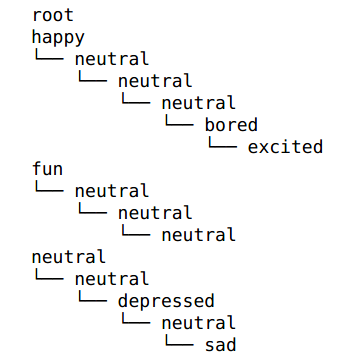 root
happy
└── neutral
    └── neutral
        └── neutral
            └── bored
                └── excited
fun
└── neutral
    └── neutral
        └── neutral
neutral
└── neutral
    └── depressed
        └── neutral
            └── sad